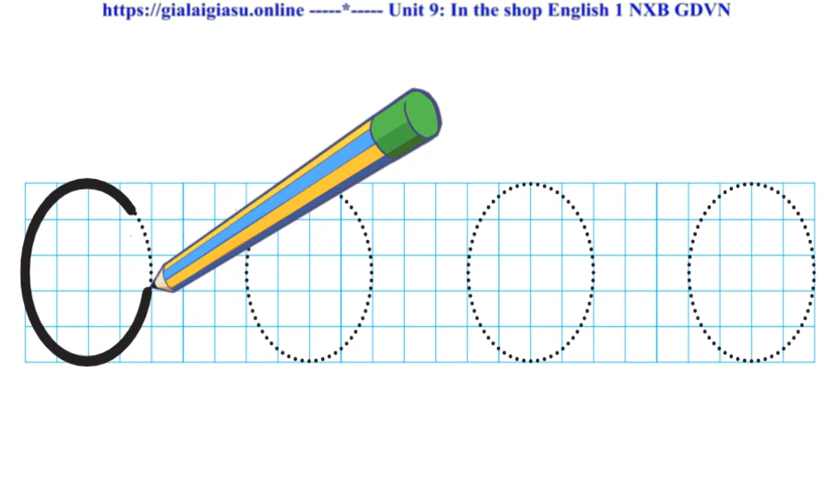 https://gialaigiasu.online -----*----- Unit 9: In the shop English 1 NXB GDVN